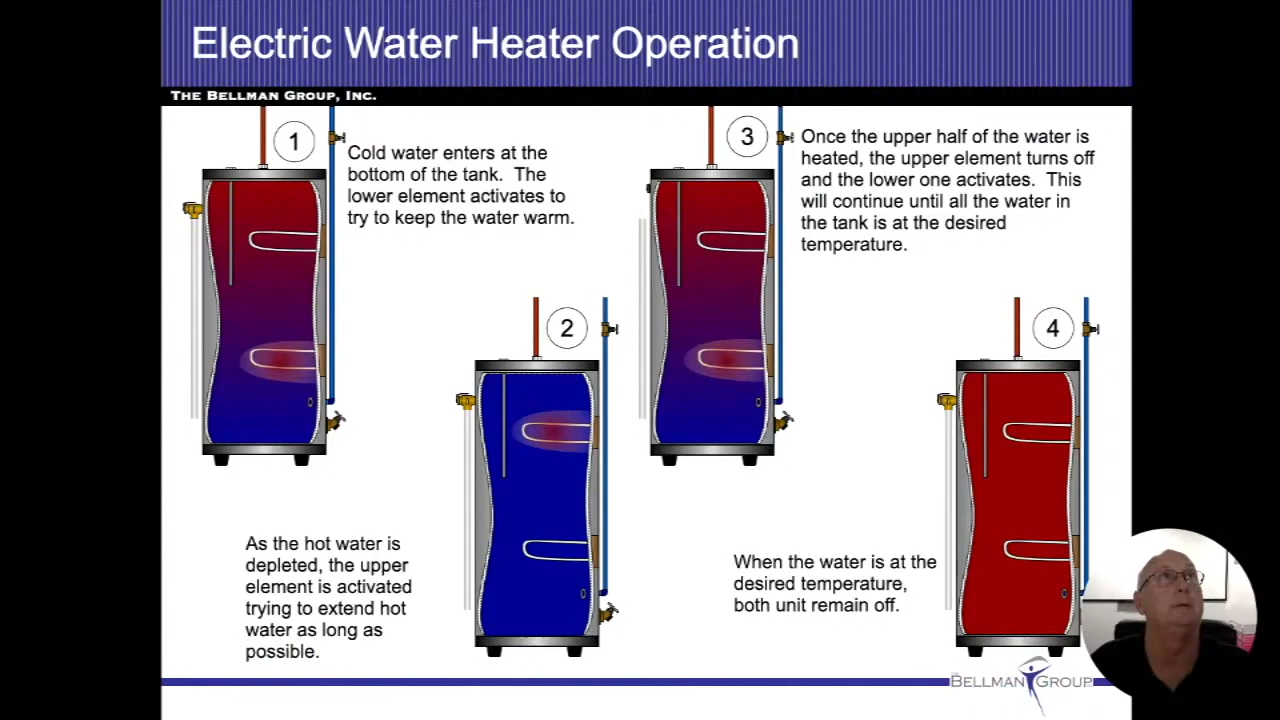 Electric Water Heater Operation
THE BELLMAN GROUP, INC.
1
Cold water enters at the
bottom of the tank. The
lower element activates to
try to keep the water warm.
2
As the hot water is
depleted, the upper
element is activated
trying to extend hot
water as long as
possible.
3
Once the upper half of the water is
heated, the upper element turns off
and the lower one activates. This
will continue until all the water in
the tank is at the desired
temperature.
4
When the water is at the
desired temperature,
both unit remain off.
THE BELLMAN GROUP